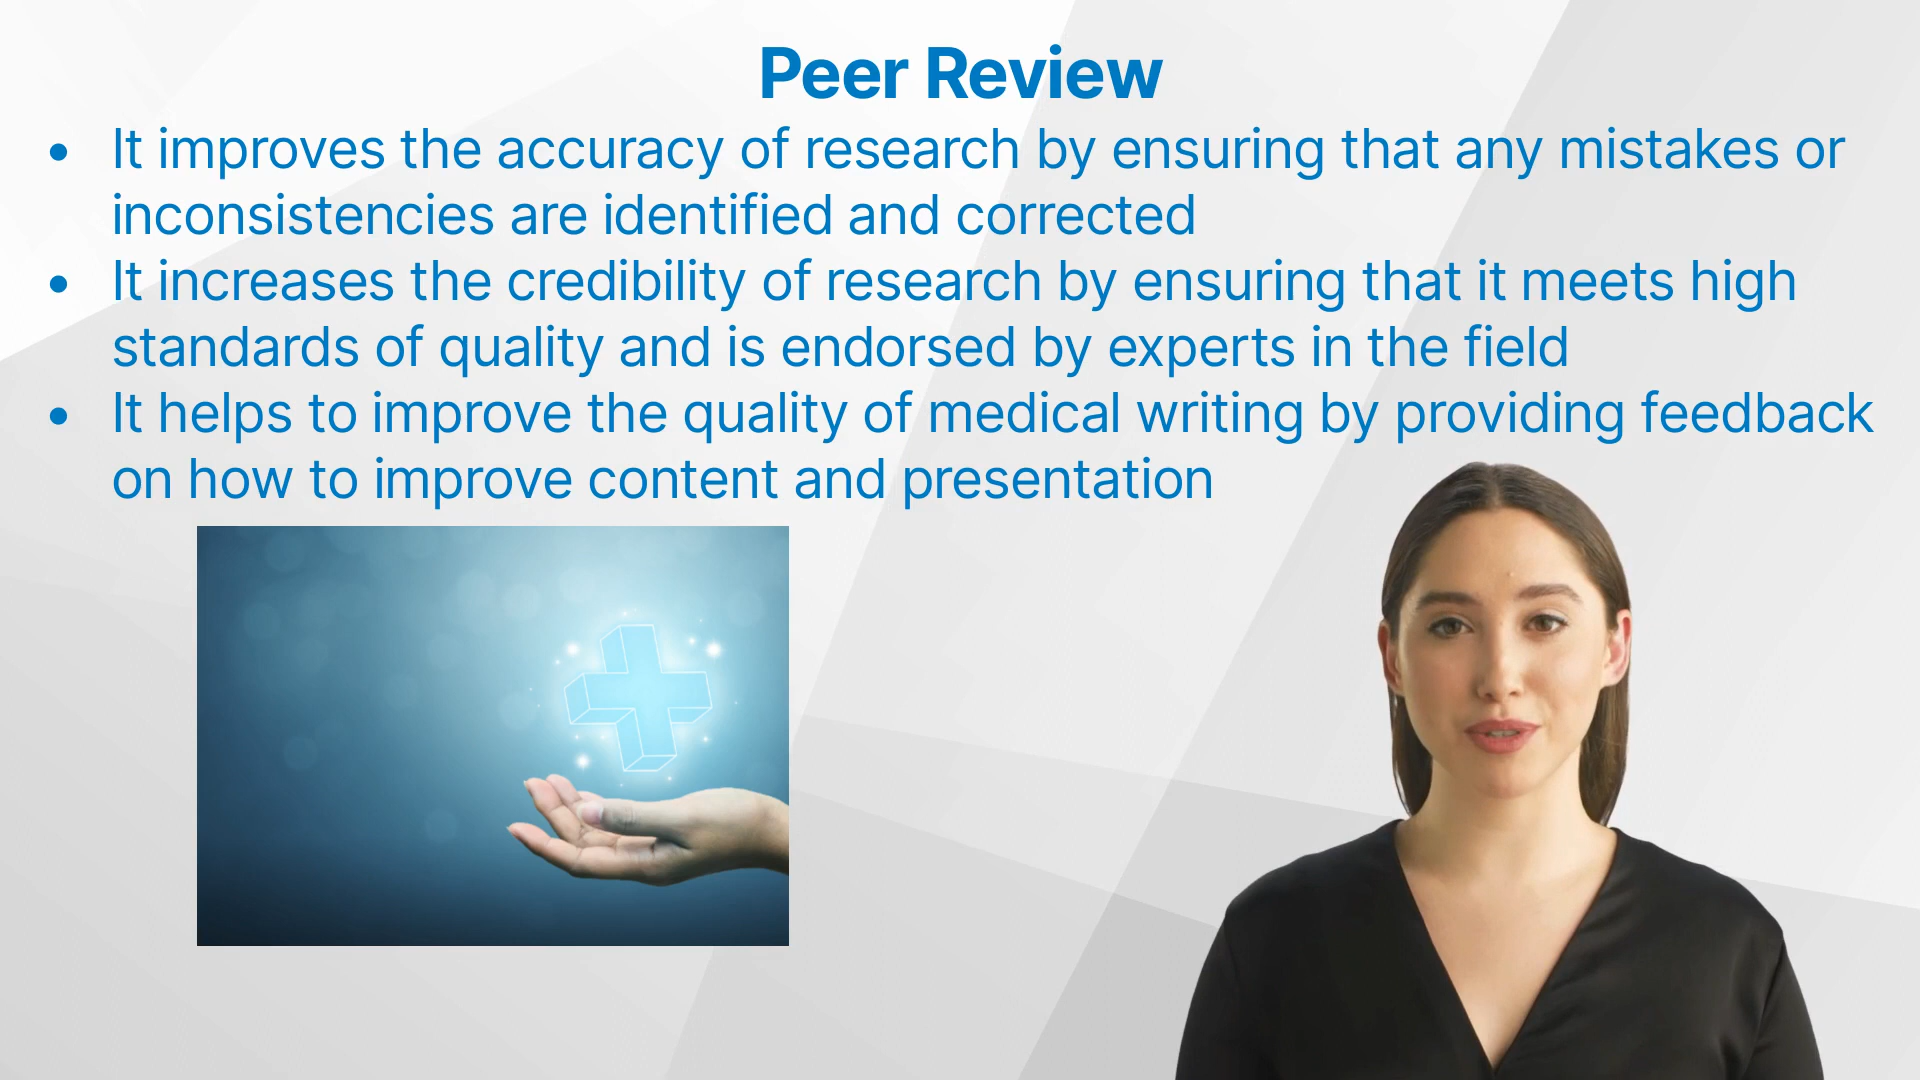 Peer Review
• It improves the accuracy of research by ensuring that any mistakes or
inconsistencies are identified and corrected
• It increases the credibility of research by ensuring that it meets high
standards of quality and is endorsed by experts in the field
• It helps to improve the quality of medical writing by providing feedback
on how to improve content and presentation